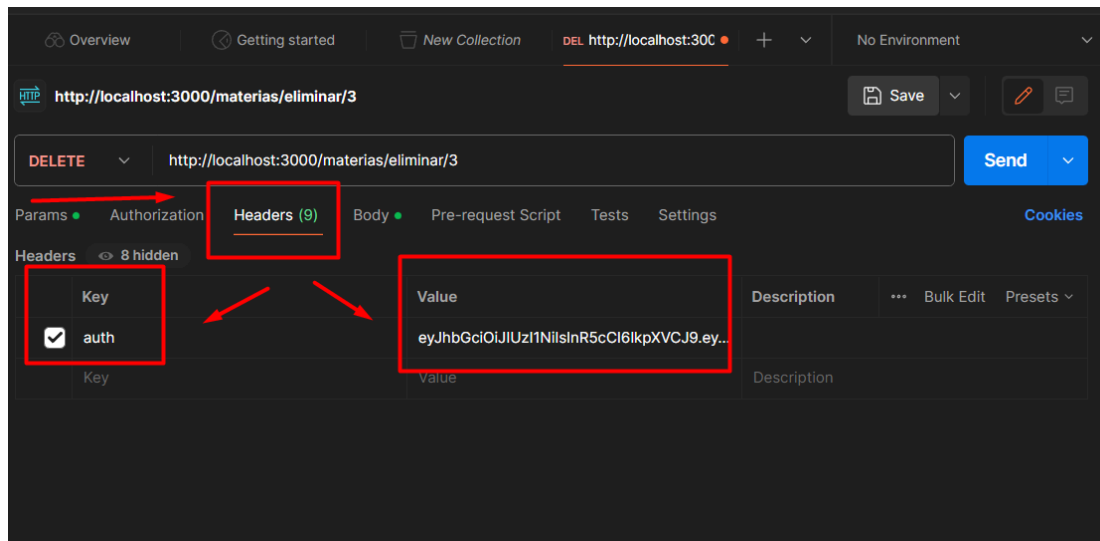 Overview Getting started New Collection DEL http://localhost:300 No Environment
HTTP http://localhost:3000/materias/eliminar/3 Save
DELETE http://localhost:3000/materias/eliminar/3 Send
Params Authorization Headers (9) Body Pre-request Script Tests Settings Cookies
Headers 8 hidden
Key Value Description ••• Bulk Edit Presets
auth eyJhbGciOiJIUzI1NiIsInR5cCI6IkpXVCJ9.ey...
Key Value Description